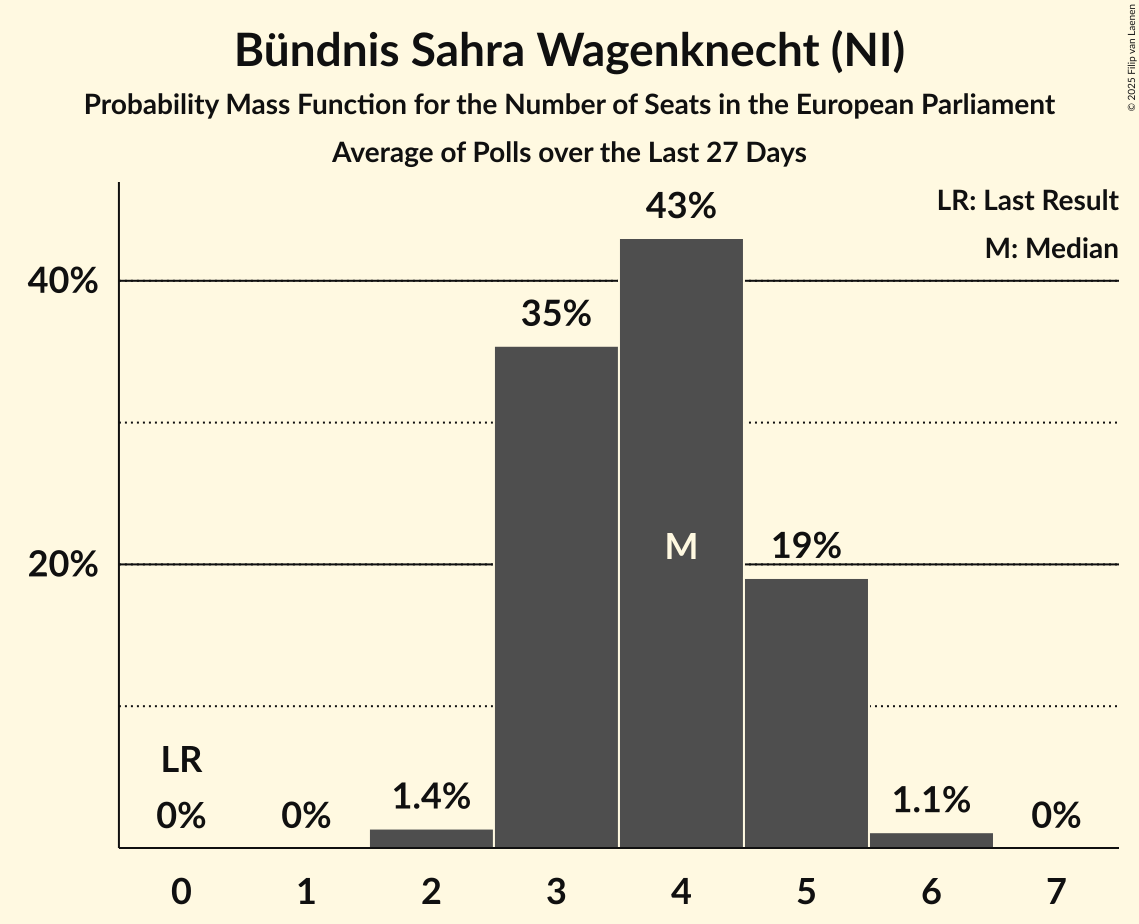 Bündnis Sahra Wagenknecht (NI)
Probability Mass Function for the Number of Seats in the European Parliament
Average of Polls over the Last 27 Days
© 2025 Filip van Laenen
LR: Last Result
M: Median
43%
40%
35%
M
19%
20%
LR
0%
0%
1.4%
1.1%
0%
0 1 2 3 4 5 6 7